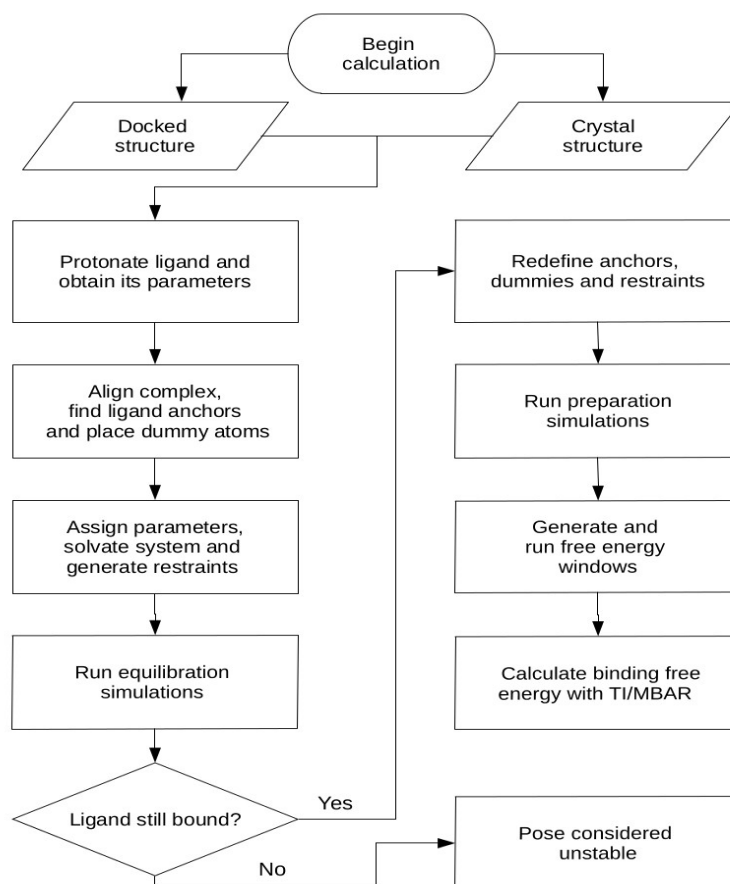 Begin
calculation
Docked
structure
Crystal
structure
Protonate ligand and
obtain its parameters
Align complex,
find ligand anchors
and place dummy atoms
Assign parameters,
solvate system and
generate restraints
Run equilibration
simulations
Ligand still bound?
Yes
No
Redefine anchors,
dummies and restraints
Run preparation
simulations
Generate and
run free energy
windows
Calculate binding free
energy with TI/MBAR
Pose considered
unstable